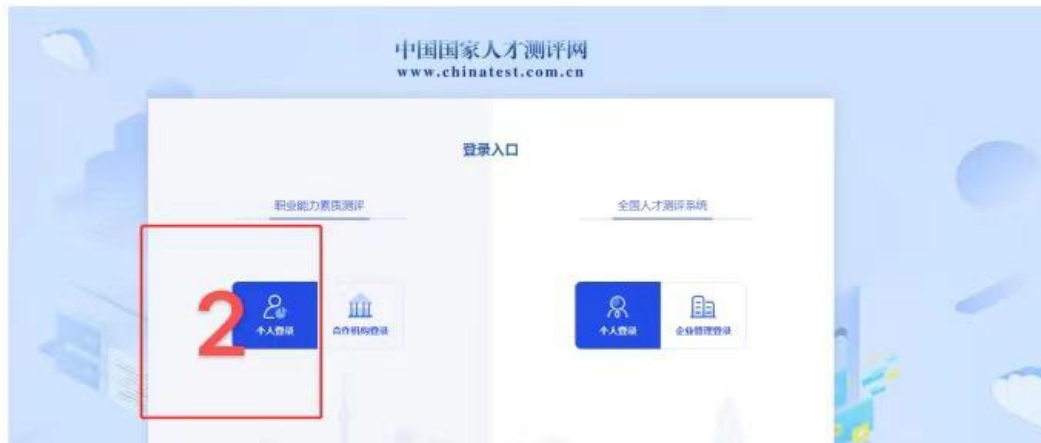 中国国家人才测评网
www.chinatest.com.cn
登录入口
职业能力素质测评
全国人才测评系统
2
个人登录
合作机构登录
个人登录
企业管理登录